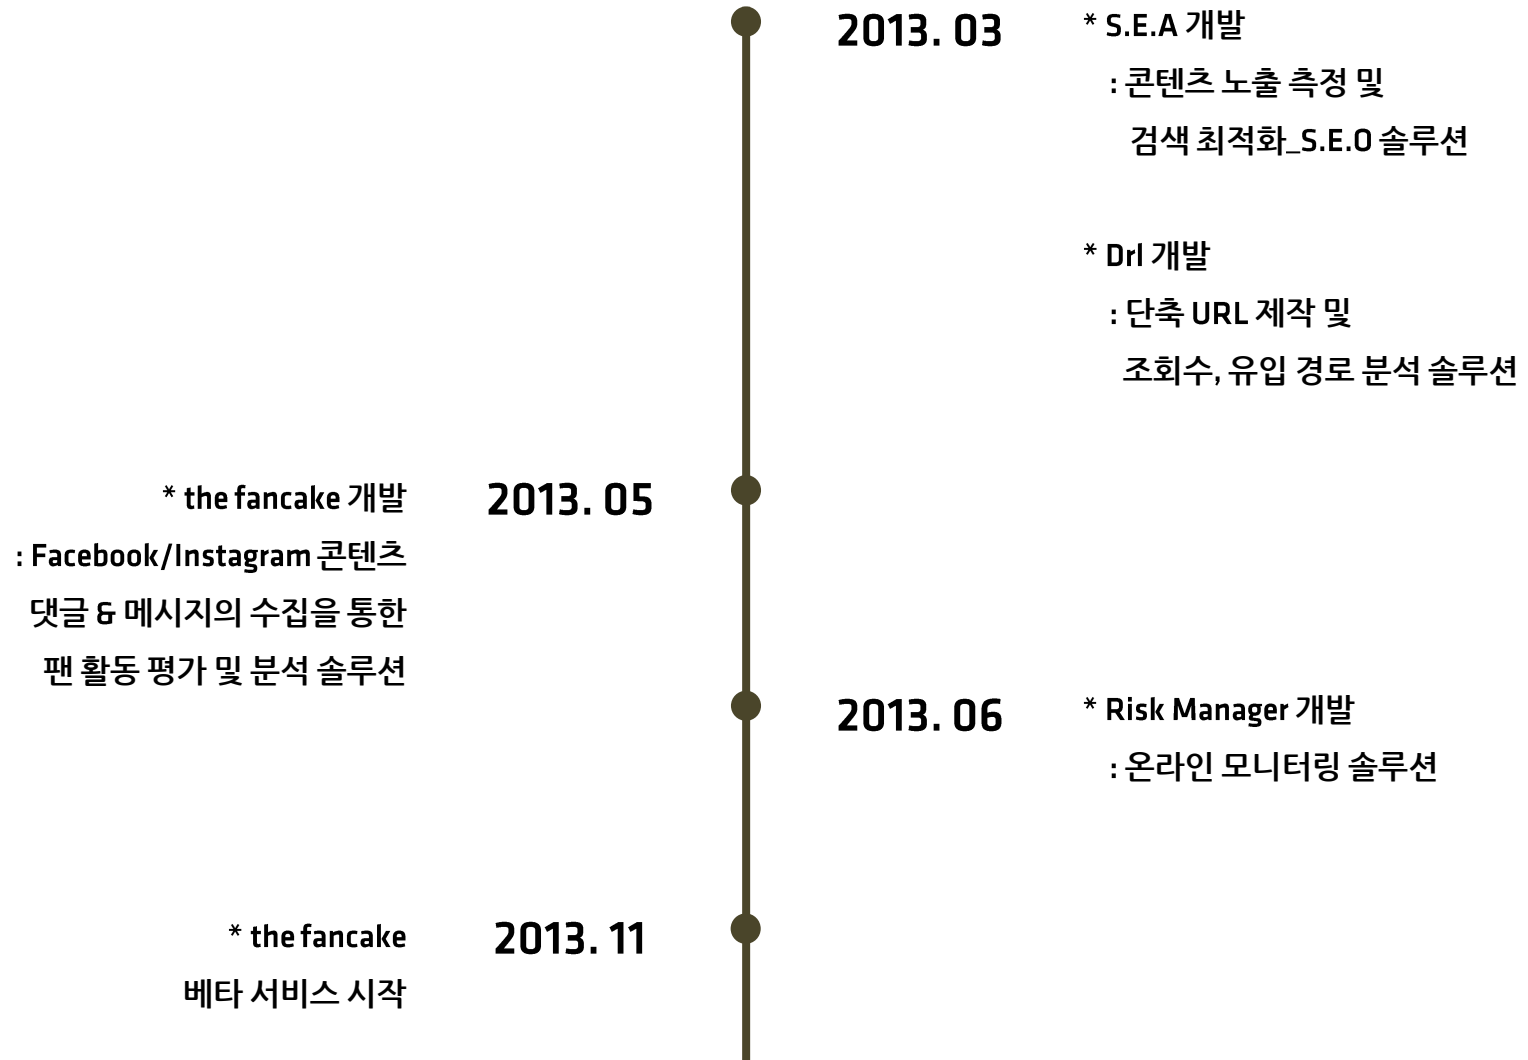 2013. 03
* S.E.A 개발
: 콘텐츠 노출 측정 및
검색 최적화_S.E.O 솔루션
* Drl 개발
: 단축 URL 제작 및
조회수, 유입 경로 분석 솔루션
2013. 05
* the fancake 개발
: Facebook/Instagram 콘텐츠
댓글 & 메시지의 수집을 통한
팬 활동 평가 및 분석 솔루션
2013. 06
* Risk Manager 개발
: 온라인 모니터링 솔루션
2013. 11
* the fancake
베타 서비스 시작